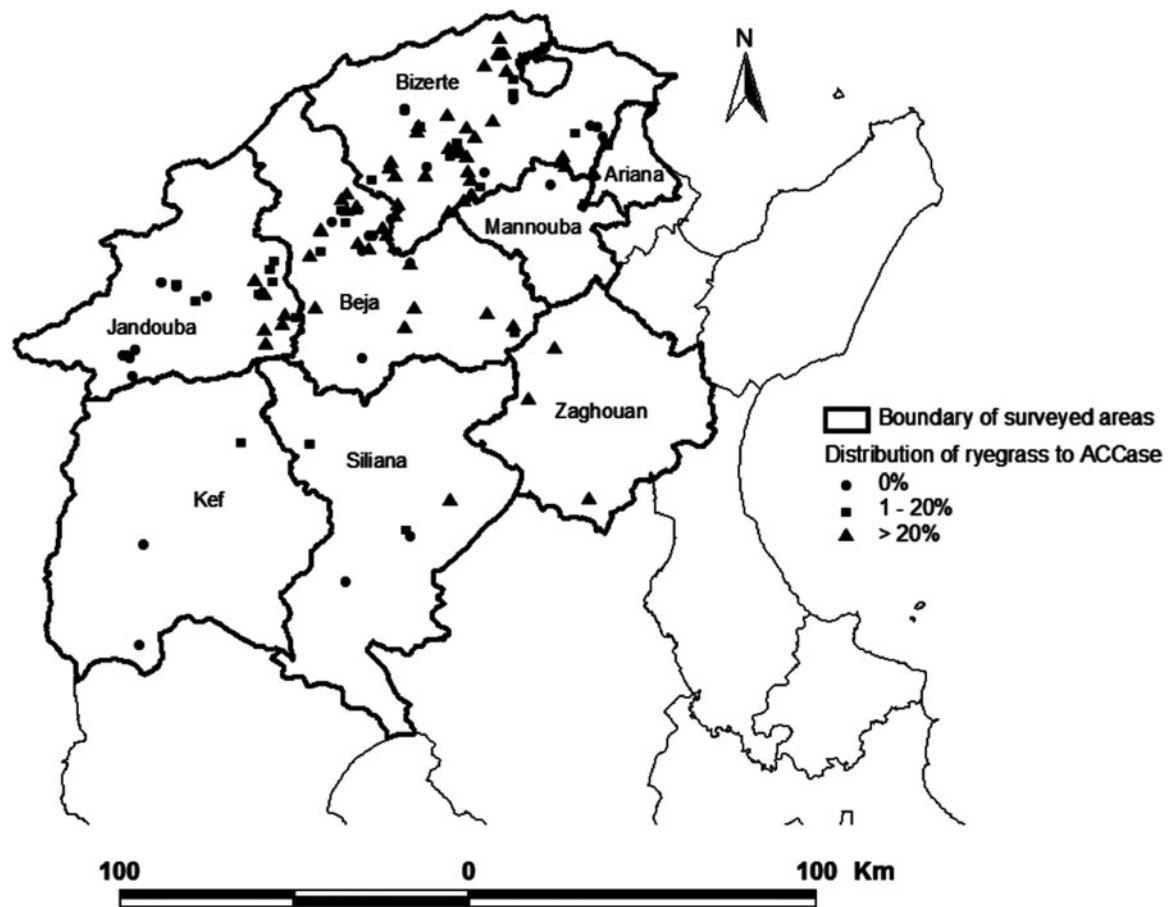 N
Bizerte
Ariana
Mannouba
Beja
Jandouba
Zaghouan
Siliana
Kef
Boundary of surveyed areas
Distribution of ryegrass to ACCase
0%
1 - 20%
> 20%
100 0 100 Km